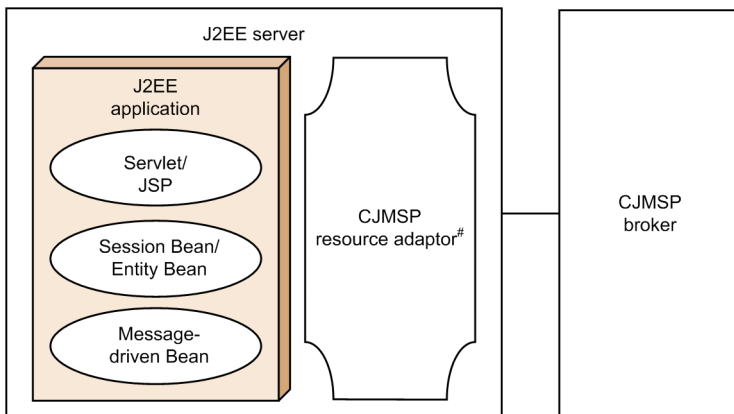 J2EE server
J2EE
application
Servlet/
JSP
Session Bean/
Entity Bean
Message-
driven Bean
CJMSP
resource adaptor#
CJMSP
broker